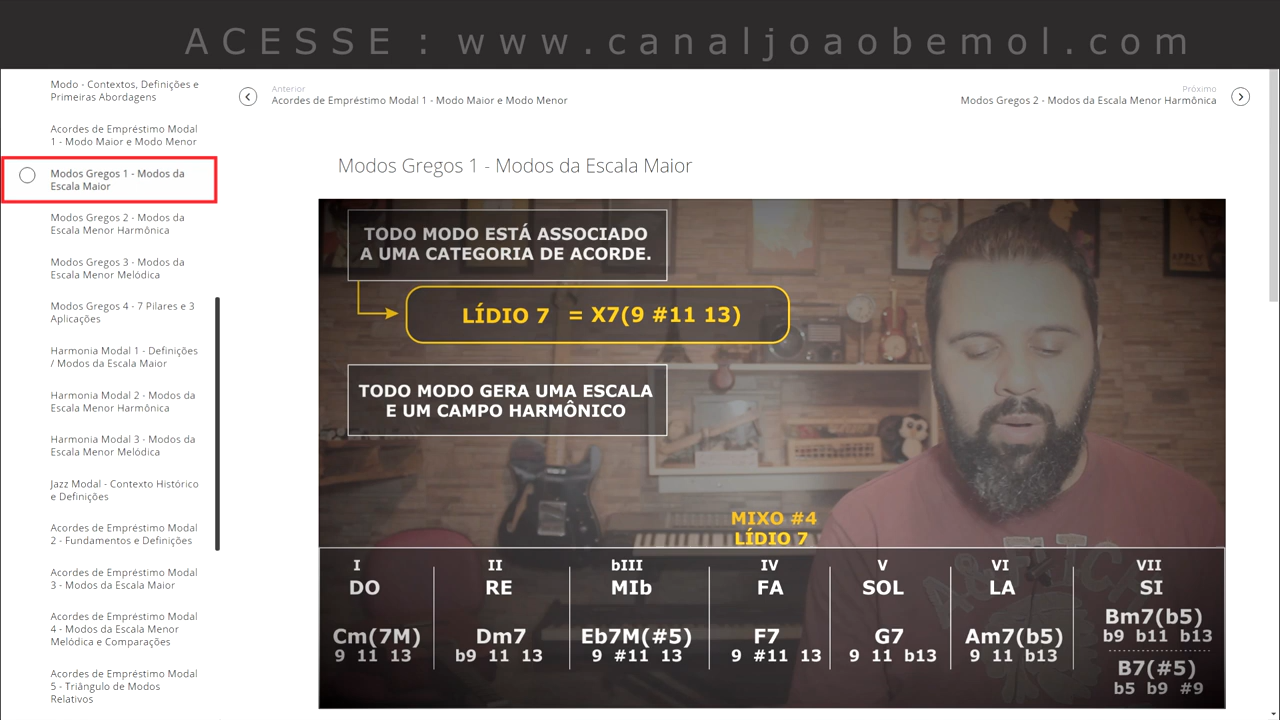 ACESSE : www.canaljoaobemol.com
Modo - Contextos, Definições e
Primeiras Abordagens
Acordes de Empréstimo Modal
1 - Modo Maior e Modo Menor
Modos Gregos 1 - Modos da
Escala Maior
Modos Gregos 2 - Modos da
Escala Menor Harmônica
Modos Gregos 3 - Modos da
Escala Menor Melódica
Modos Gregos 4 - 7 Pilares e 3
Aplicações
Harmonia Modal 1 - Definições
/ Modos da Escala Maior
Harmonia Modal 2 - Modos da
Escala Menor Harmônica
Harmonia Modal 3 - Modos da
Escala Menor Melódica
Jazz Modal - Contexto Histórico
e Definições
Acordes de Empréstimo Modal
2 - Fundamentos e Definições
Acordes de Empréstimo Modal
3 - Modos da Escala Maior
Acordes de Empréstimo Modal
4 - Modos da Escala Menor
Melódica e Comparações
Acordes de Empréstimo Modal
5 - Triângulo de Modos
Relativos
Anterior
Acordes de Empréstimo Modal 1 - Modo Maior e Modo Menor
Próximo
Modos Gregos 2 - Modos da Escala Menor Harmônica
Modos Gregos 1 - Modos da Escala Maior
TODO MODO ESTÁ ASSOCIADO
A UMA CATEGORIA DE ACORDE.
LÍDIO 7 = X7(9 #11 13)
TODO MODO GERA UMA ESCALA
E UM CAMPO HARMÔNICO
MIXO #4
LÍDIO 7
I II bIII IV V VI VII
DO RE MIb FA SOL LA SI
Cm(7M) Dm7 Eb7M(#5) F7 G7 Am7(b5) Bm7(b5)
9 11 13 b9 11 13 9 #11 13 9 #11 13 9 11 b13 9 11 b13 b9 b11 b13
B7(#5)
b5 b9 #9